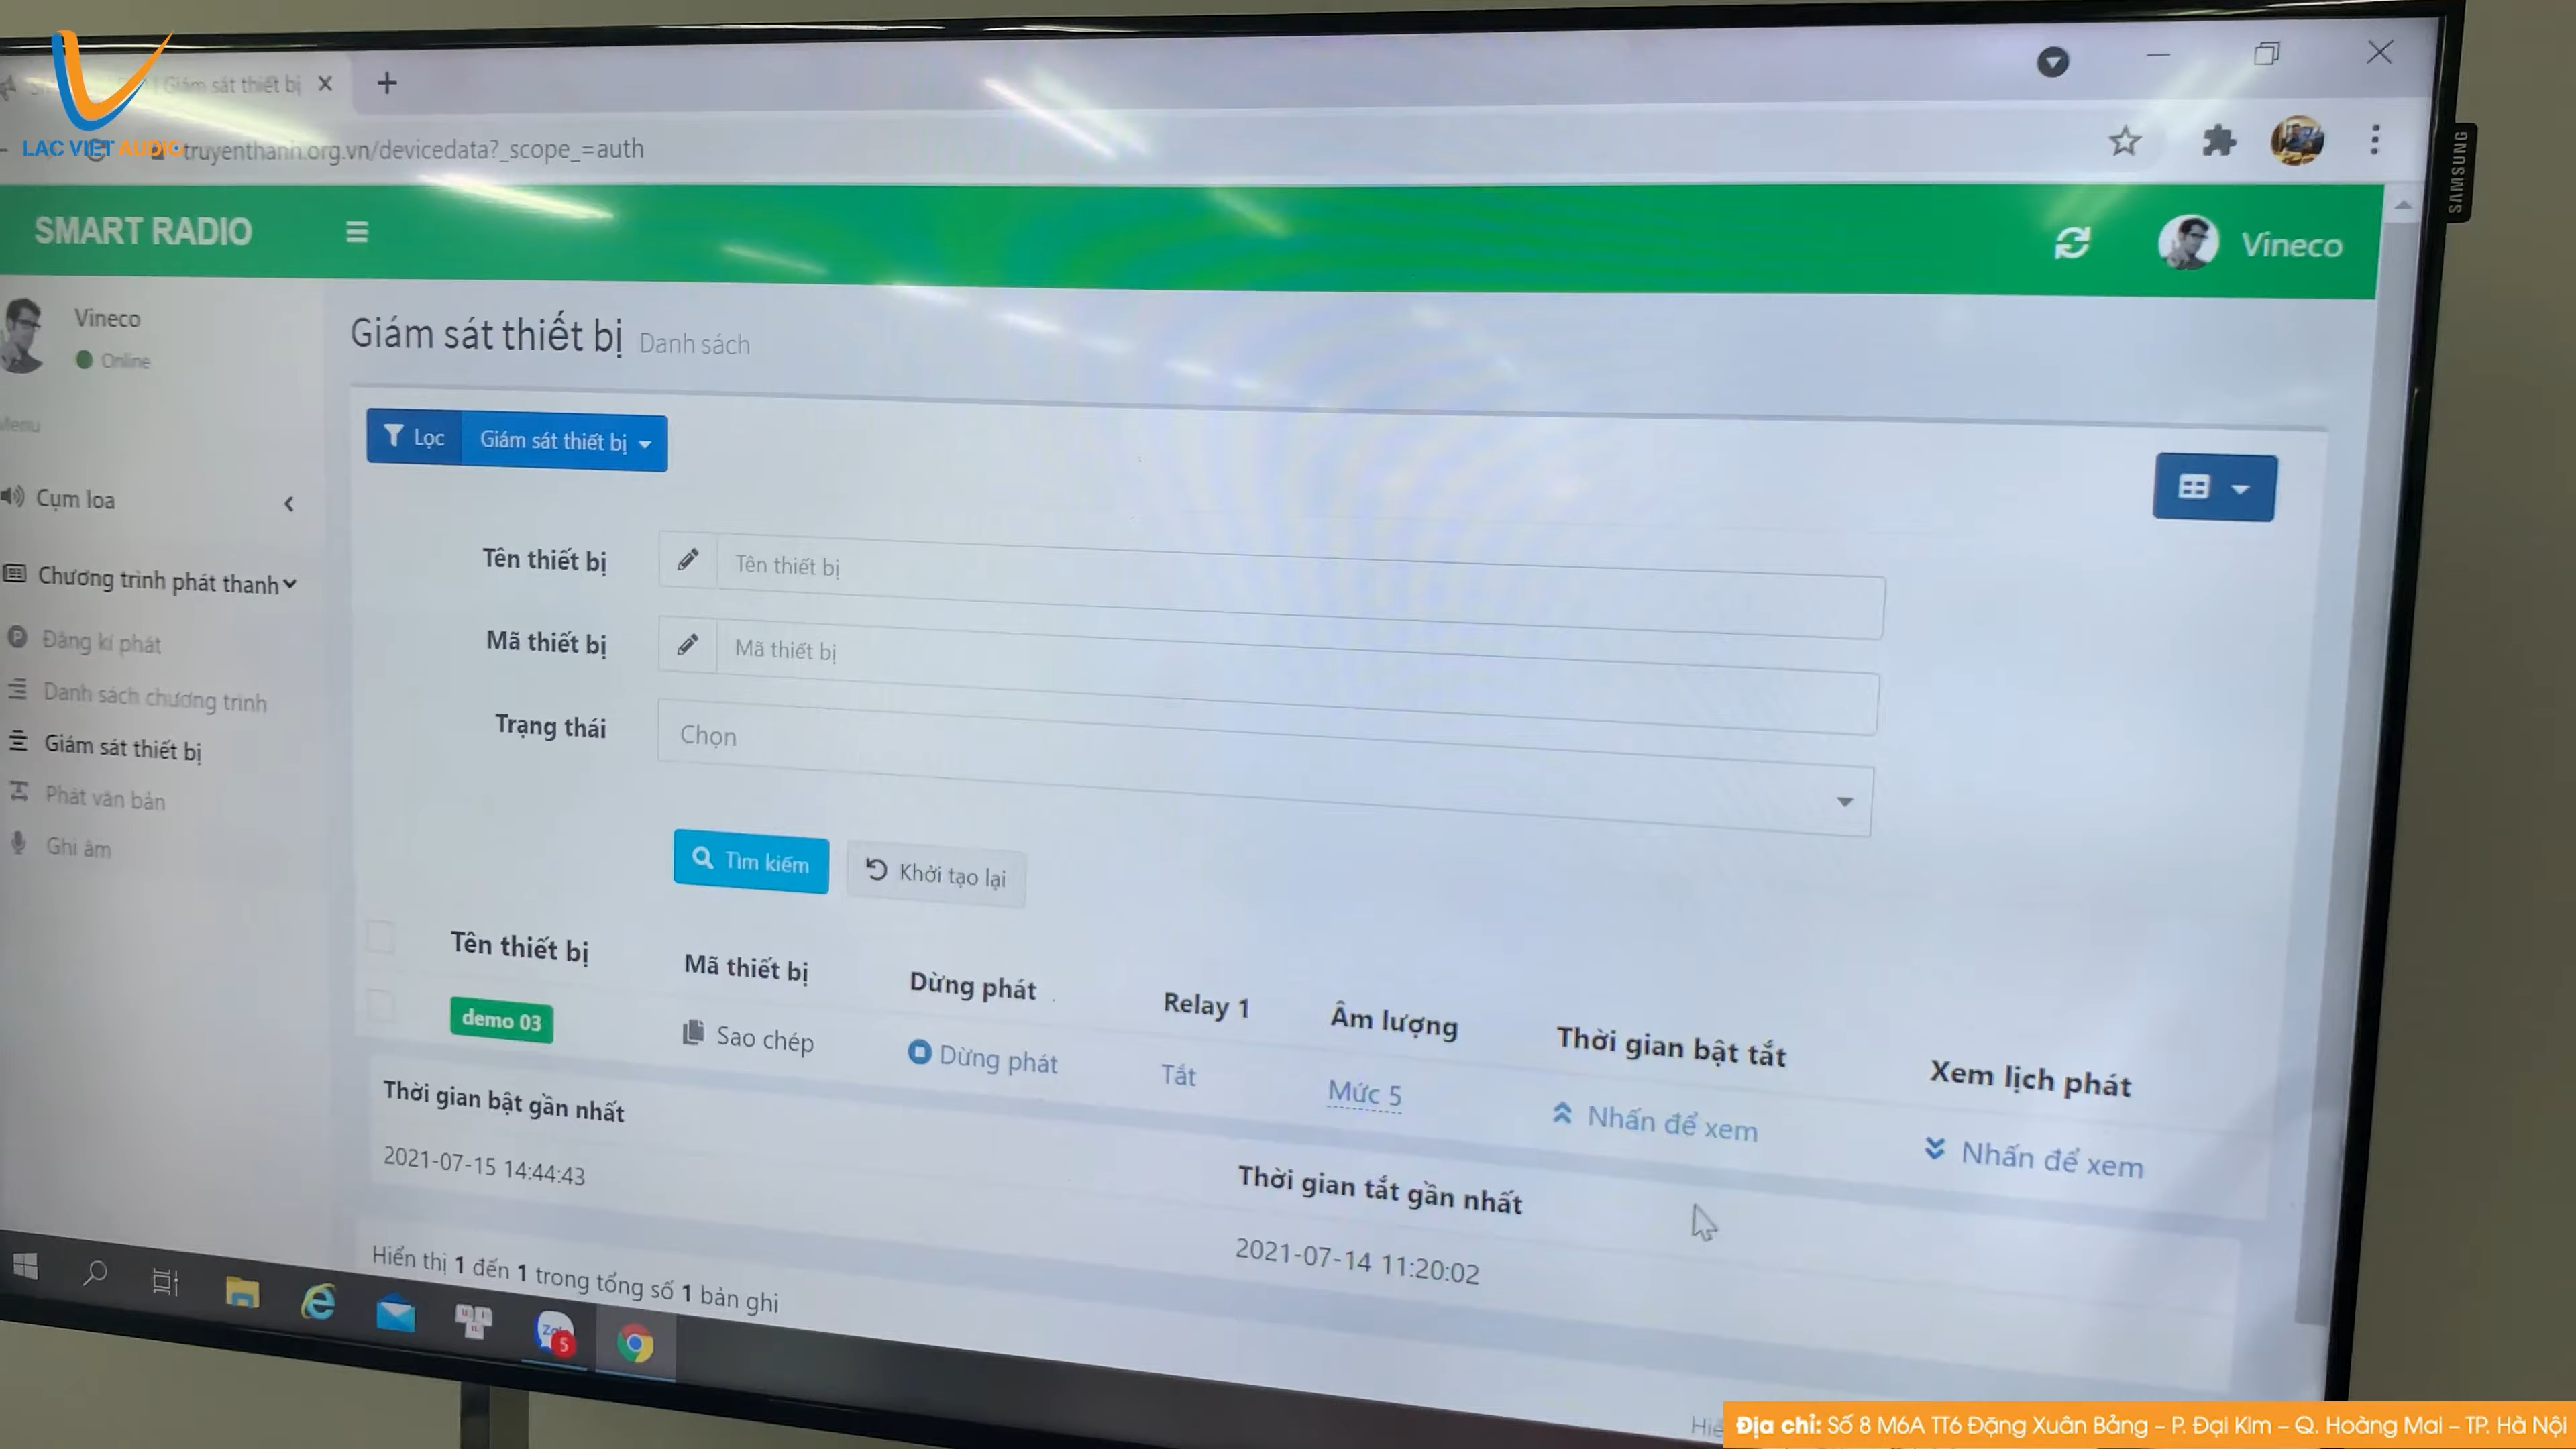 Giám sát thiết bị
LAC VIET AUDIO
truyenthanh.org.vn/devicedata?_scope_=auth
SAMSUNG
SMART RADIO
Vineco
Vineco
Online
Menu
Cụm loa
Chương trình phát thanh
Đăng kí phát
Danh sách chương trình
Giám sát thiết bị
Phát văn bản
Ghi âm
Giám sát thiết bị Danh sách
Lọc Giám sát thiết bị
Tên thiết bị Tên thiết bị
Mã thiết bị Mã thiết bị
Trạng thái Chọn
Tìm kiếm Khởi tạo lại
Tên thiết bị Mã thiết bị Dừng phát Relay 1 Âm lượng Thời gian bật tắt Xem lịch phát
demo 03 Sao chép Dừng phát Tắt Mức 5 Nhấn để xem Nhấn để xem
Thời gian bật gần nhất Thời gian tắt gần nhất
2021-07-15 14:44:43 2021-07-14 11:20:02
Hiển thị 1 đến 1 trong tổng số 1 bản ghi
5
Địa chỉ: Số 8 M6A TT6 Đặng Xuân Bảng – P. Đại Kim – Q. Hoàng Mai – TP. Hà Nội